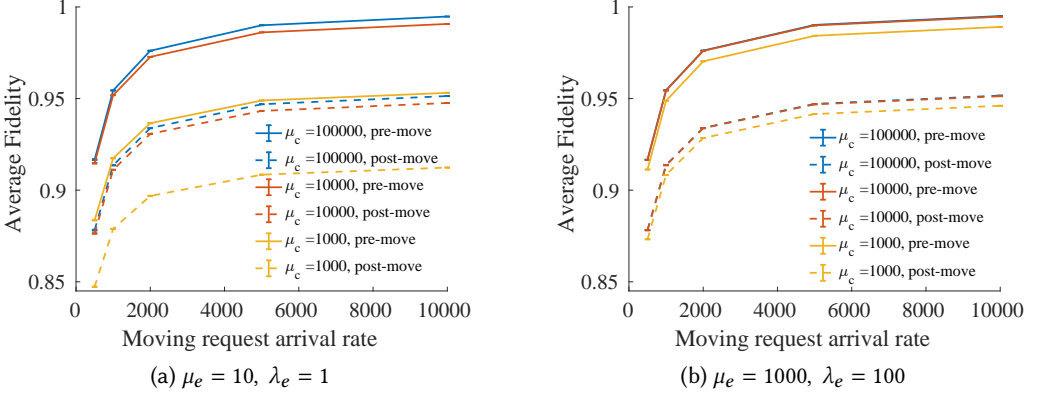 1
0.95
0.9
0.85
Average Fidelity
μc =100000, pre-move
μc =100000, post-move
μc =10000, pre-move
μc =10000, post-move
μc =1000, pre-move
μc =1000, post-move
0 2000 4000 6000 8000 10000
Moving request arrival rate
(a) μe = 10, λe = 1
1
0.95
0.9
0.85
Average Fidelity
μc =100000, pre-move
μc =100000, post-move
μc =10000, pre-move
μc =10000, post-move
μc =1000, pre-move
μc =1000, post-move
0 2000 4000 6000 8000 10000
Moving request arrival rate
(b) μe = 1000, λe = 100